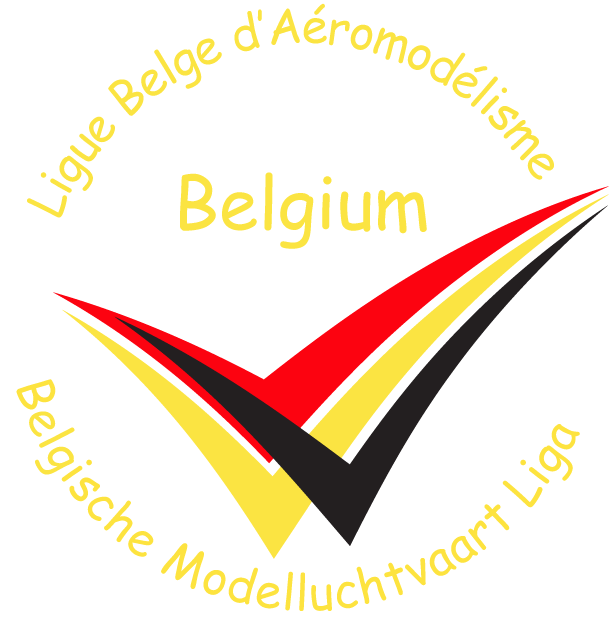 Ligue Belge d'Aéromodélisme
Belgium
Belgische Modelluchtvaart Liga